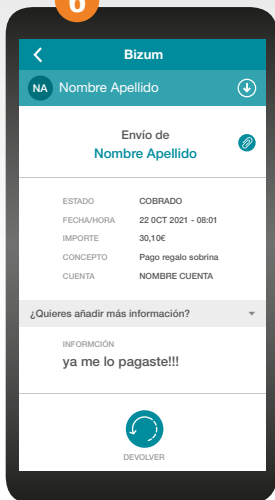 6
Bizum
NA Nombre Apellido
Envío de
Nombre Apellido
ESTADO COBRADO
FECHA/HORA 22 0CT 2021 - 08:01
IMPORTE 30,10€
CONCEPTO Pago regalo sobrina
CUENTA NOMBRE CUENTA
¿Quieres añadir más información?
INFORMCIÓN
ya me lo pagaste!!!
DEVOLVER